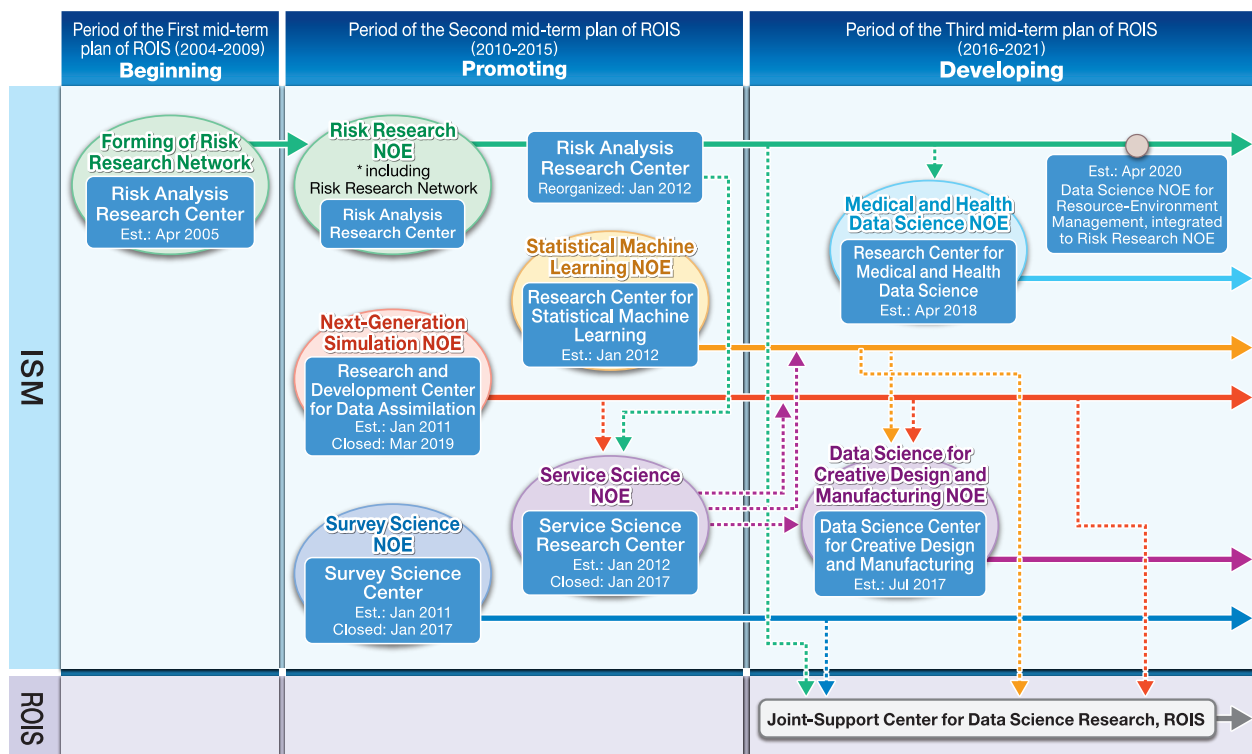 Period of the First mid-term
plan of ROIS (2004-2009)
Beginning
Period of the Second mid-term plan of ROIS
(2010-2015)
Promoting
Period of the Third mid-term plan of ROIS
(2016-2021)
Developing
ISM
Forming of Risk
Research Network
Risk Analysis
Research Center
Est.: Apr 2005
Risk Research
NOE
* including
Risk Research Network
Risk Analysis
Research Center
Risk Analysis
Research Center
Reorganized: Jan 2012
Statistical Machine
Learning NOE
Research Center for
Statistical Machine
Learning
Est.: Jan 2012
Next-Generation
Simulation NOE
Research and
Development Center
for Data Assimilation
Est.: Jan 2011
Closed: Mar 2019
Service Science
NOE
Service Science
Research Center
Est.: Jan 2012
Closed: Jan 2017
Survey Science
NOE
Survey Science
Center
Est.: Jan 2011
Closed: Jan 2017
Medical and Health
Data Science NOE
Research Center for
Medical and Health
Data Science
Est.: Apr 2018
Est.: Apr 2020
Data Science NOE for
Resource-Environment
Management, integrated
to Risk Research NOE
Data Science for
Creative Design and
Manufacturing NOE
Data Science Center
for Creative Design
and Manufacturing
Est.: Jul 2017
ROIS
Joint-Support Center for Data Science Research, ROIS